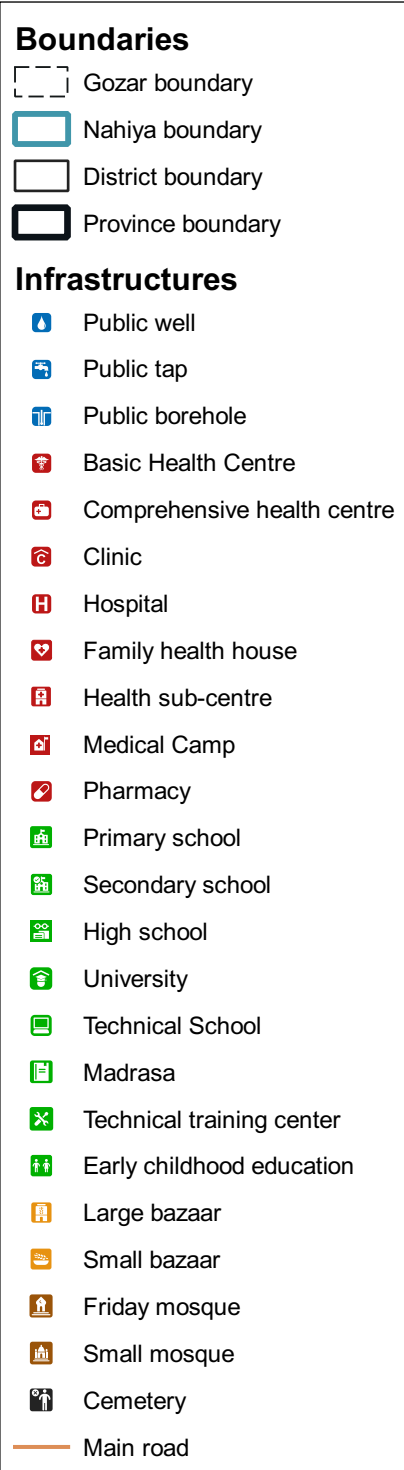 Boundaries
Gozar boundary
Nahiya boundary
District boundary
Province boundary
Infrastructures
Public well
Public tap
Public borehole
Basic Health Centre
Comprehensive health centre
Clinic
Hospital
Family health house
Health sub-centre
Medical Camp
Pharmacy
Primary school
Secondary school
High school
University
Technical School
Madrasa
Technical training center
Early childhood education
Large bazaar
Small bazaar
Friday mosque
Small mosque
Cemetery
Main road